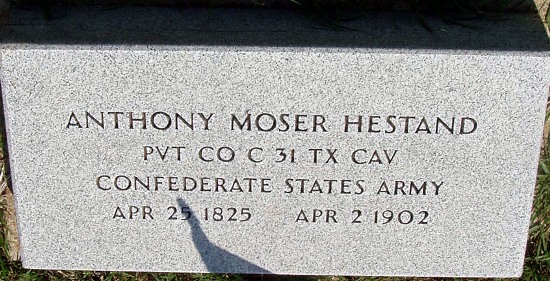 ANTHONY MOSER HESTAND
PVT CO C 31 TX CAV
CONFEDERATE STATES ARMY
APR 25 1825 APR 2 1902